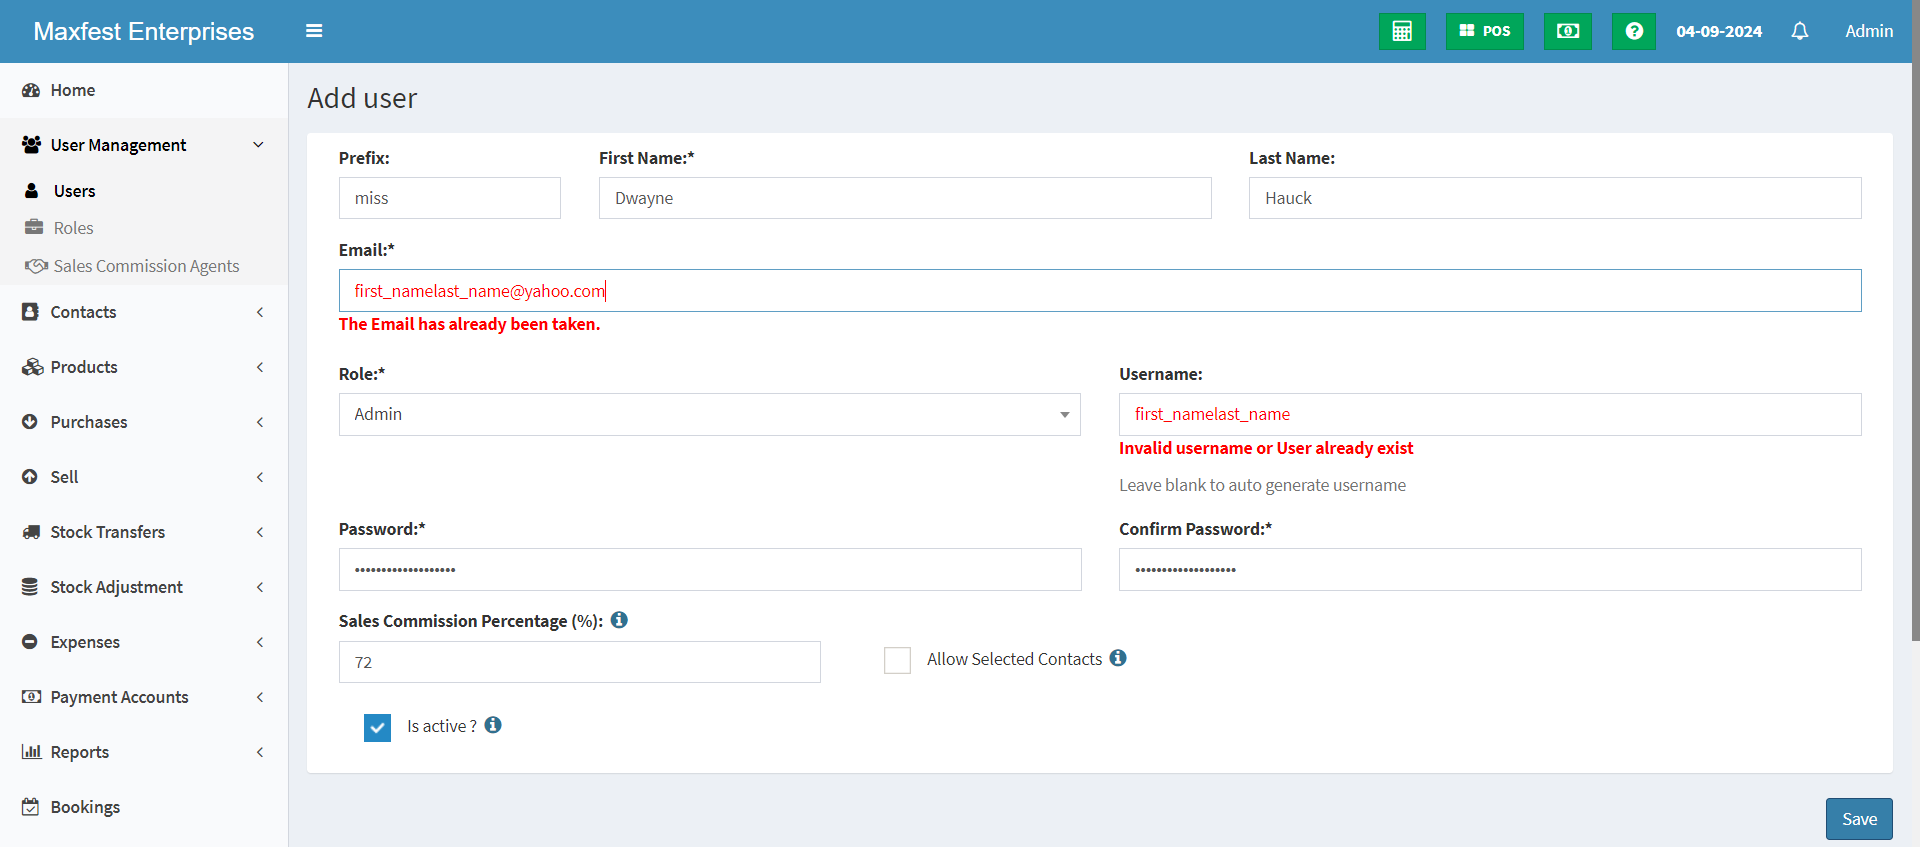 Maxfest Enterprises
POS
04-09-2024
Admin
Home
User Management
Users
Roles
Sales Commission Agents
Contacts
Products
Purchases
Sell
Stock Transfers
Stock Adjustment
Expenses
Payment Accounts
Reports
Bookings
Add user
Prefix:
First Name:*
Last Name:
miss
Dwayne
Hauck
Email:*
first_namelast_name@yahoo.com
The Email has already been taken.
Role:*
Username:
Admin
first_namelast_name
Invalid username or User already exist
Leave blank to auto generate username
Password:*
Confirm Password:*
•••••••••••••••••••
•••••••••••••••••••
Sales Commission Percentage (%):
72
Allow Selected Contacts
Is active ?
Save